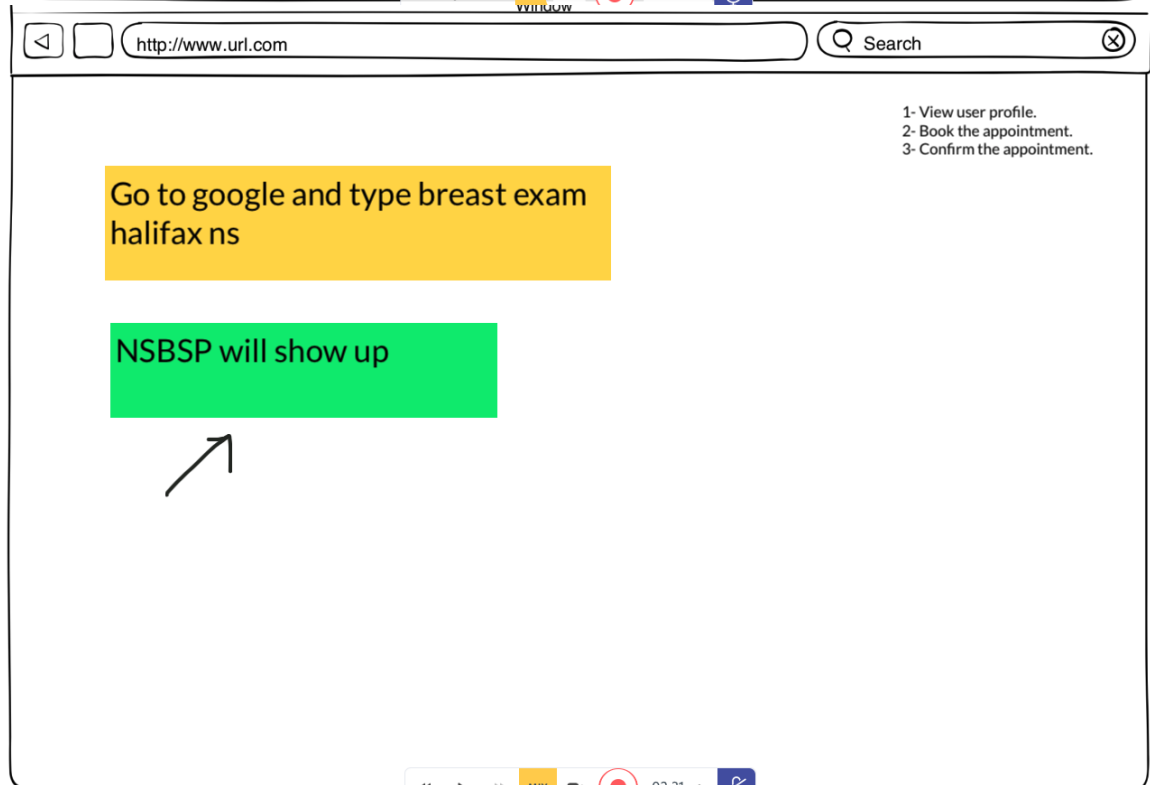 Window
http://www.url.com
Search
1- View user profile.
2- Book the appointment.
3- Confirm the appointment.
Go to google and type breast exam
halifax ns
NSBSP will show up